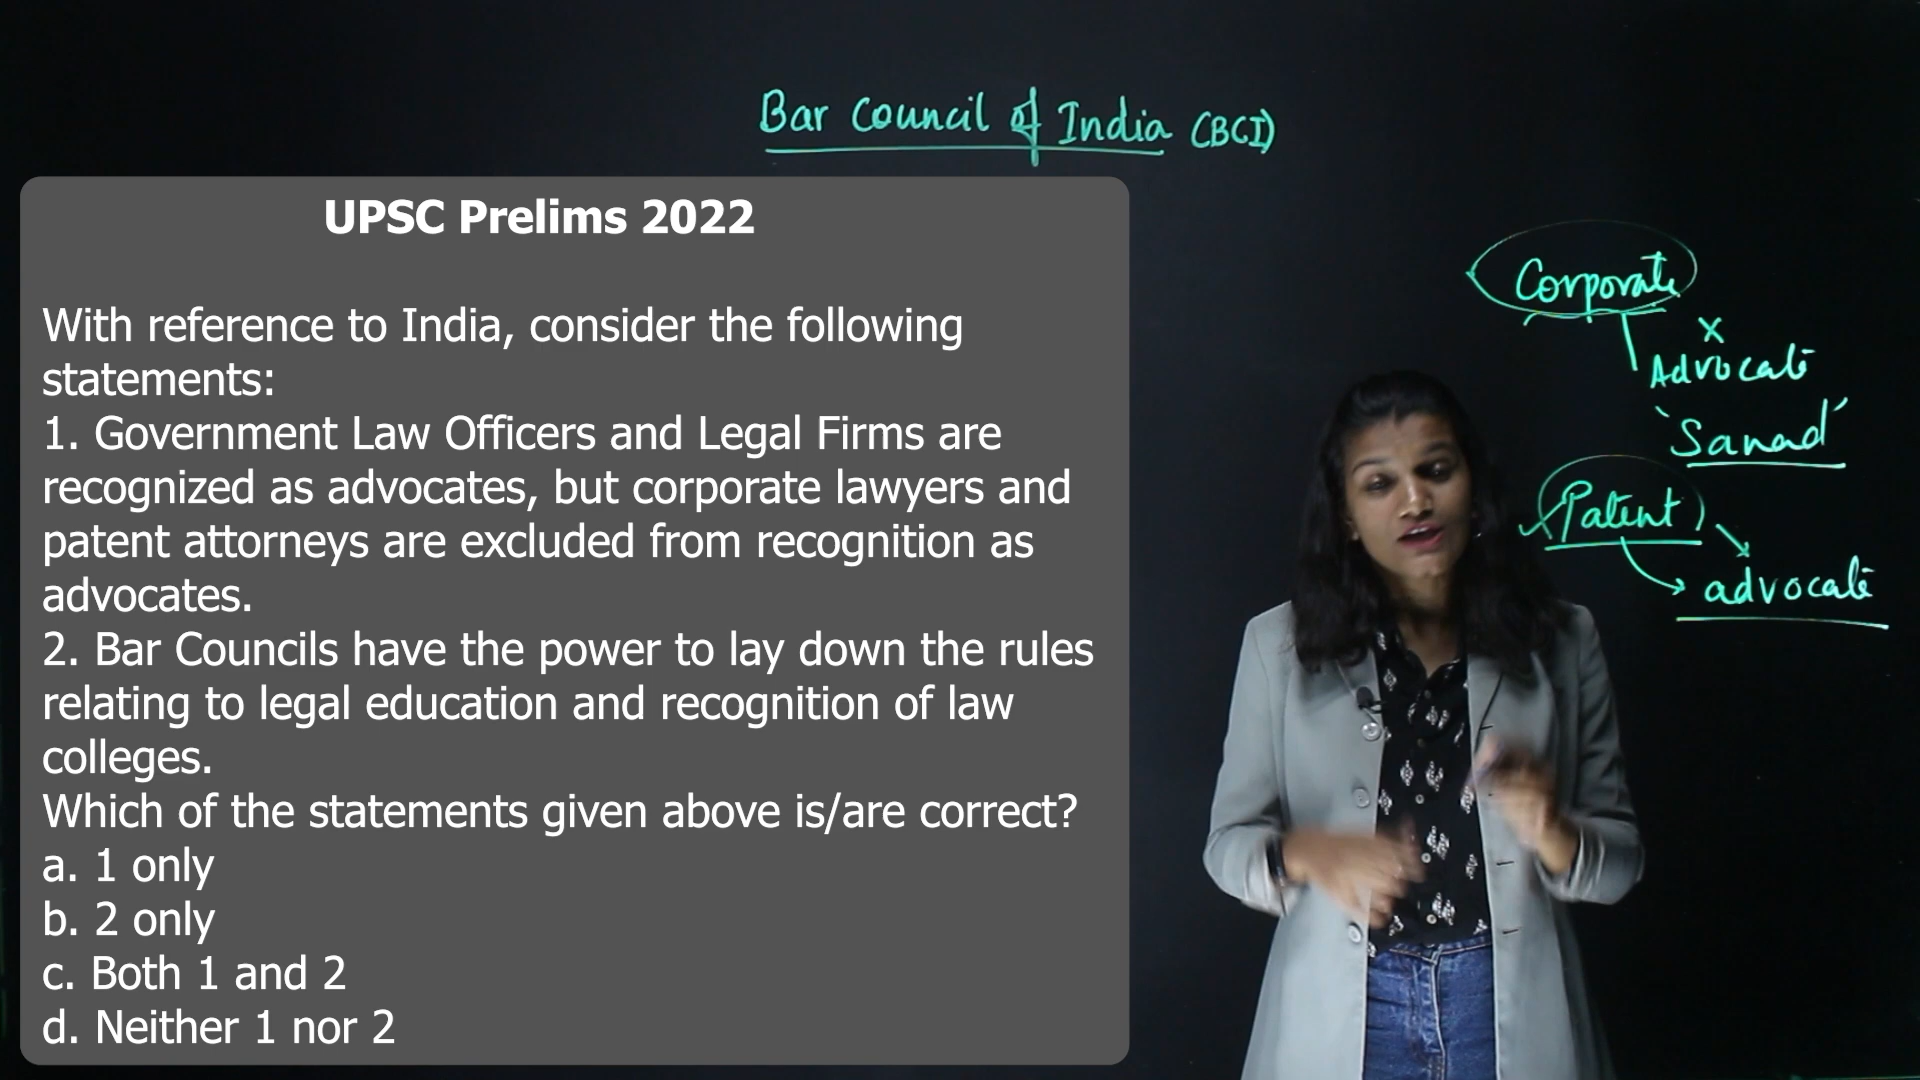 Bar Council of India (BCI)
UPSC Prelims 2022
With reference to India, consider the following
statements:
1. Government Law Officers and Legal Firms are
recognized as advocates, but corporate lawyers and
patent attorneys are excluded from recognition as
advocates.
2. Bar Councils have the power to lay down the rules
relating to legal education and recognition of law
colleges.
Which of the statements given above is/are correct?
a. 1 only
b. 2 only
c. Both 1 and 2
d. Neither 1 nor 2
Corporate
x
Advocate
'Sanad'
Patent
advocate